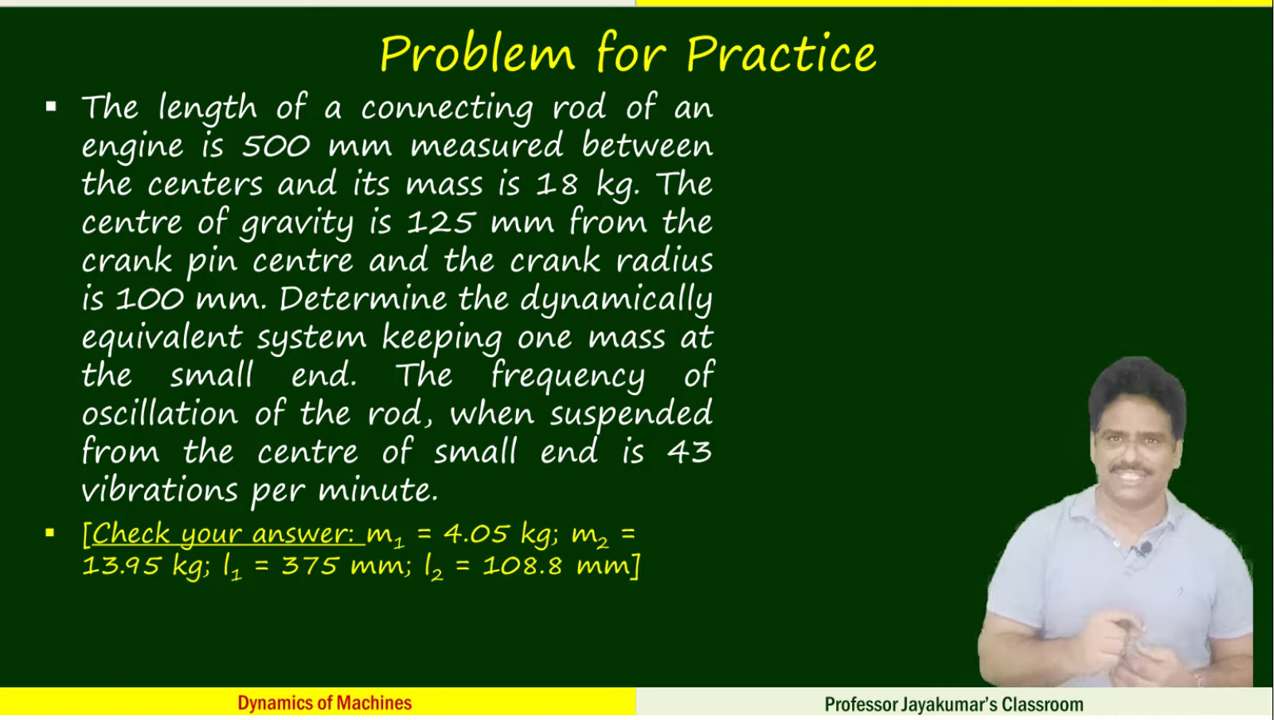 Problem for Practice
▪ The length of a connecting rod of an
engine is 500 mm measured between
the centers and its mass is 18 kg. The
centre of gravity is 125 mm from the
crank pin centre and the crank radius
is 100 mm. Determine the dynamically
equivalent system keeping one mass at
the small end. The frequency of
oscillation of the rod, when suspended
from the centre of small end is 43
vibrations per minute.
▪ [Check your answer: m₁ = 4.05 kg; m₂ =
13.95 kg; l₁ = 375 mm; l₂ = 108.8 mm]
Dynamics of Machines
Professor Jayakumar's Classroom